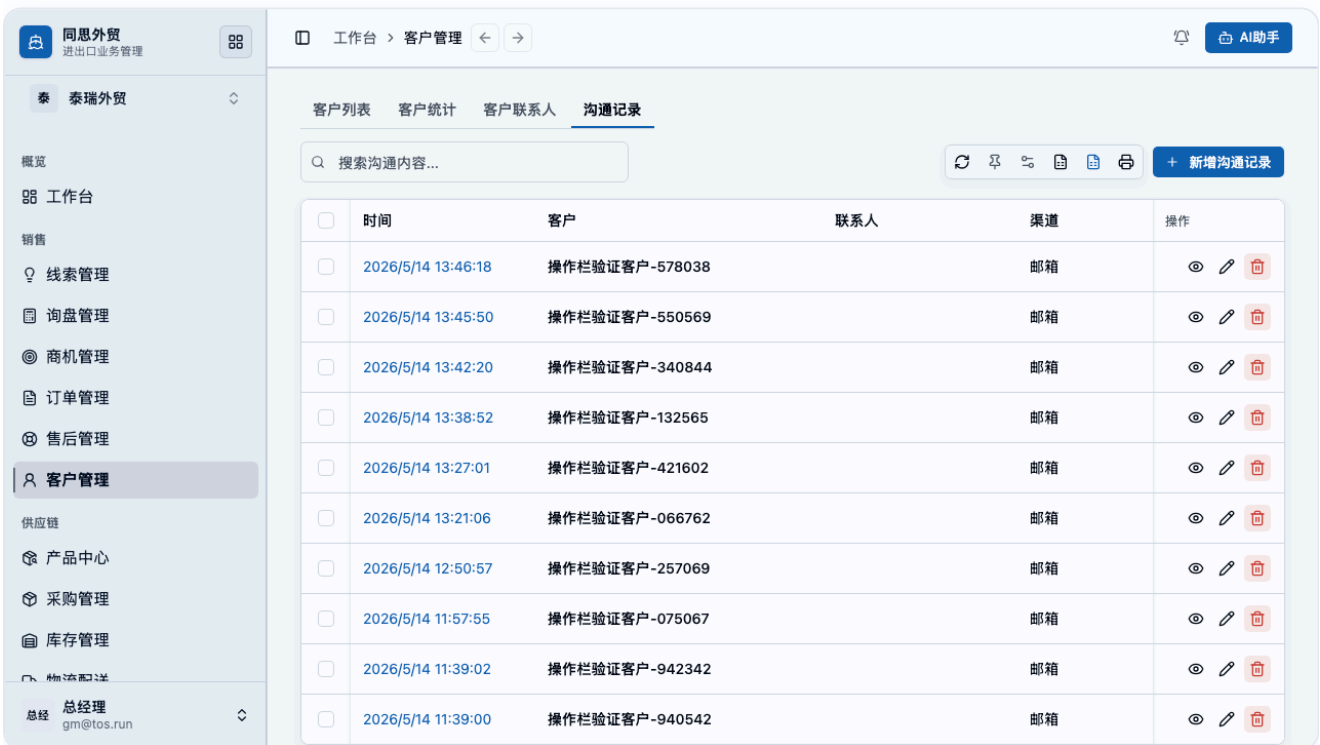 同思外贸
进出口业务管理
泰 泰瑞外贸
概览
工作台
销售
线索管理
询盘管理
商机管理
订单管理
售后管理
客户管理
供应链
产品中心
采购管理
库存管理
物流配送
总经 总经理
gm@tos.run
工作台 > 客户管理 ← →
AI助手
客户列表 客户统计 客户联系人 沟通记录
搜索沟通内容...
+ 新增沟通记录
时间 客户 联系人 渠道 操作
2026/5/14 13:46:18 操作栏验证客户-578038 邮箱
2026/5/14 13:45:50 操作栏验证客户-550569 邮箱
2026/5/14 13:42:20 操作栏验证客户-340844 邮箱
2026/5/14 13:38:52 操作栏验证客户-132565 邮箱
2026/5/14 13:27:01 操作栏验证客户-421602 邮箱
2026/5/14 13:21:06 操作栏验证客户-066762 邮箱
2026/5/14 12:50:57 操作栏验证客户-257069 邮箱
2026/5/14 11:57:55 操作栏验证客户-075067 邮箱
2026/5/14 11:39:02 操作栏验证客户-942342 邮箱
2026/5/14 11:39:00 操作栏验证客户-940542 邮箱